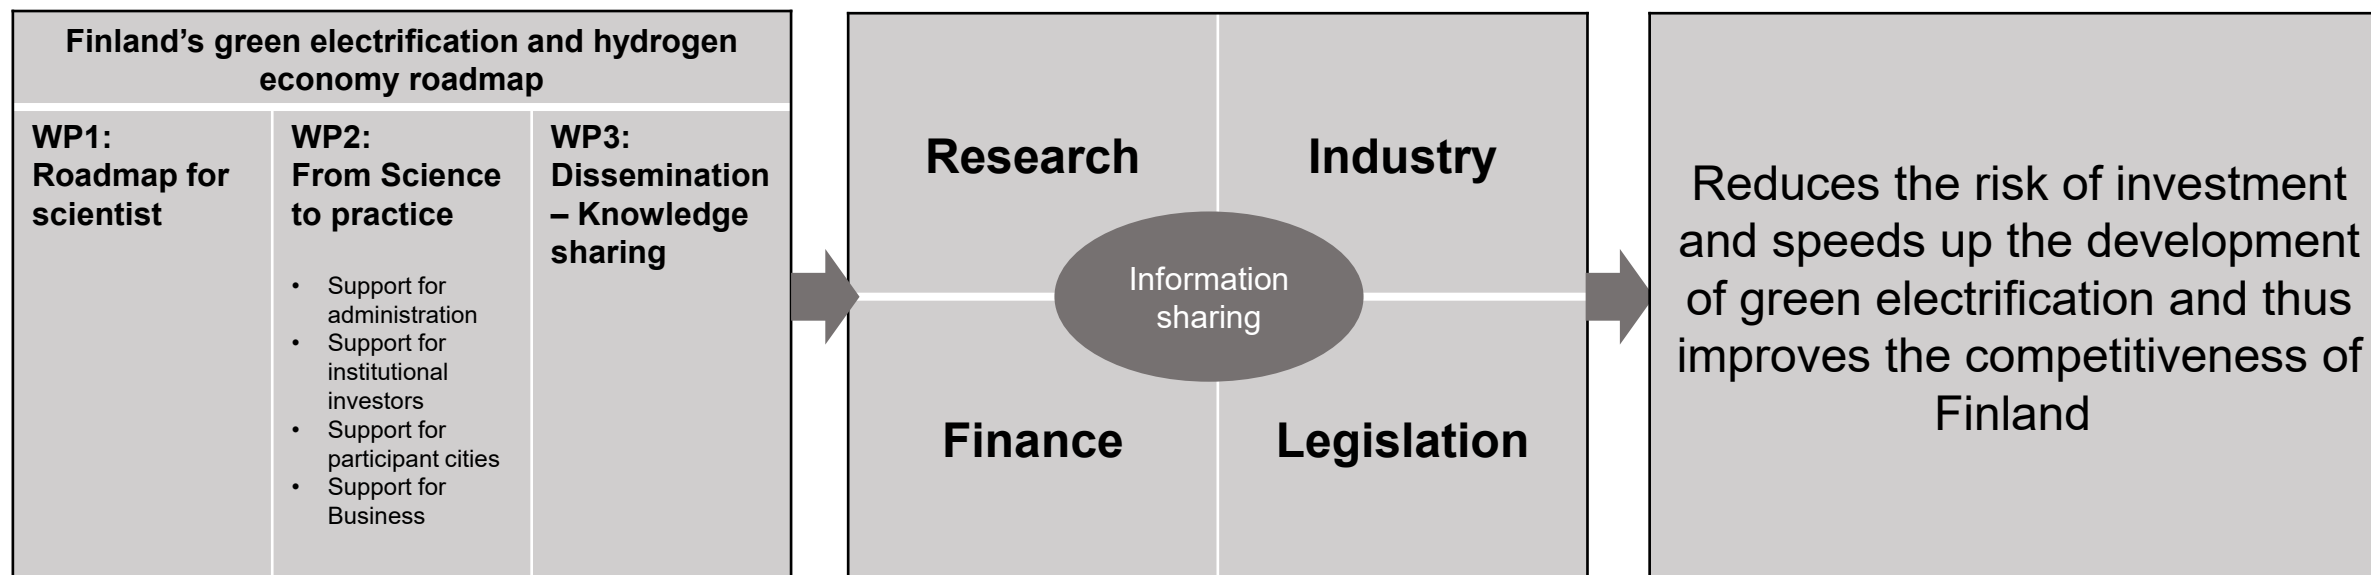 Finland’s green electrification and hydrogen
economy roadmap
WP1:
Roadmap for
scientist
WP2:
From Science
to practice
• Support for
administration
• Support for
institutional
investors
• Support for
participant cities
• Support for
Business
WP3:
Dissemination
– Knowledge
sharing
Research
Industry
Information
sharing
Finance
Legislation
Reduces the risk of investment
and speeds up the development
of green electrification and thus
improves the competitiveness of
Finland